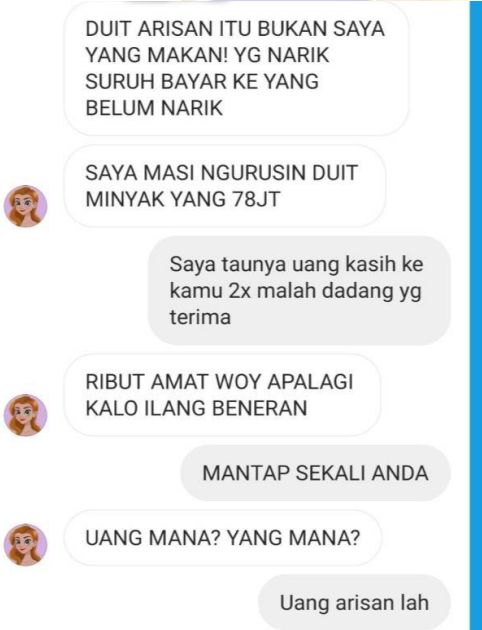 DUIT ARISAN ITU BUKAN SAYA
YANG MAKAN! YG NARIK
SURUH BAYAR KE YANG
BELUM NARIK
SAYA MASI NGURUSIN DUIT
MINYAK YANG 78JT
Saya taunya uang kasih ke
kamu 2x malah dadang yg
terima
RIBUT AMAT WOY APALAGI
KALO ILANG BENERAN
MANTAP SEKALI ANDA
UANG MANA? YANG MANA?
Uang arisan lah